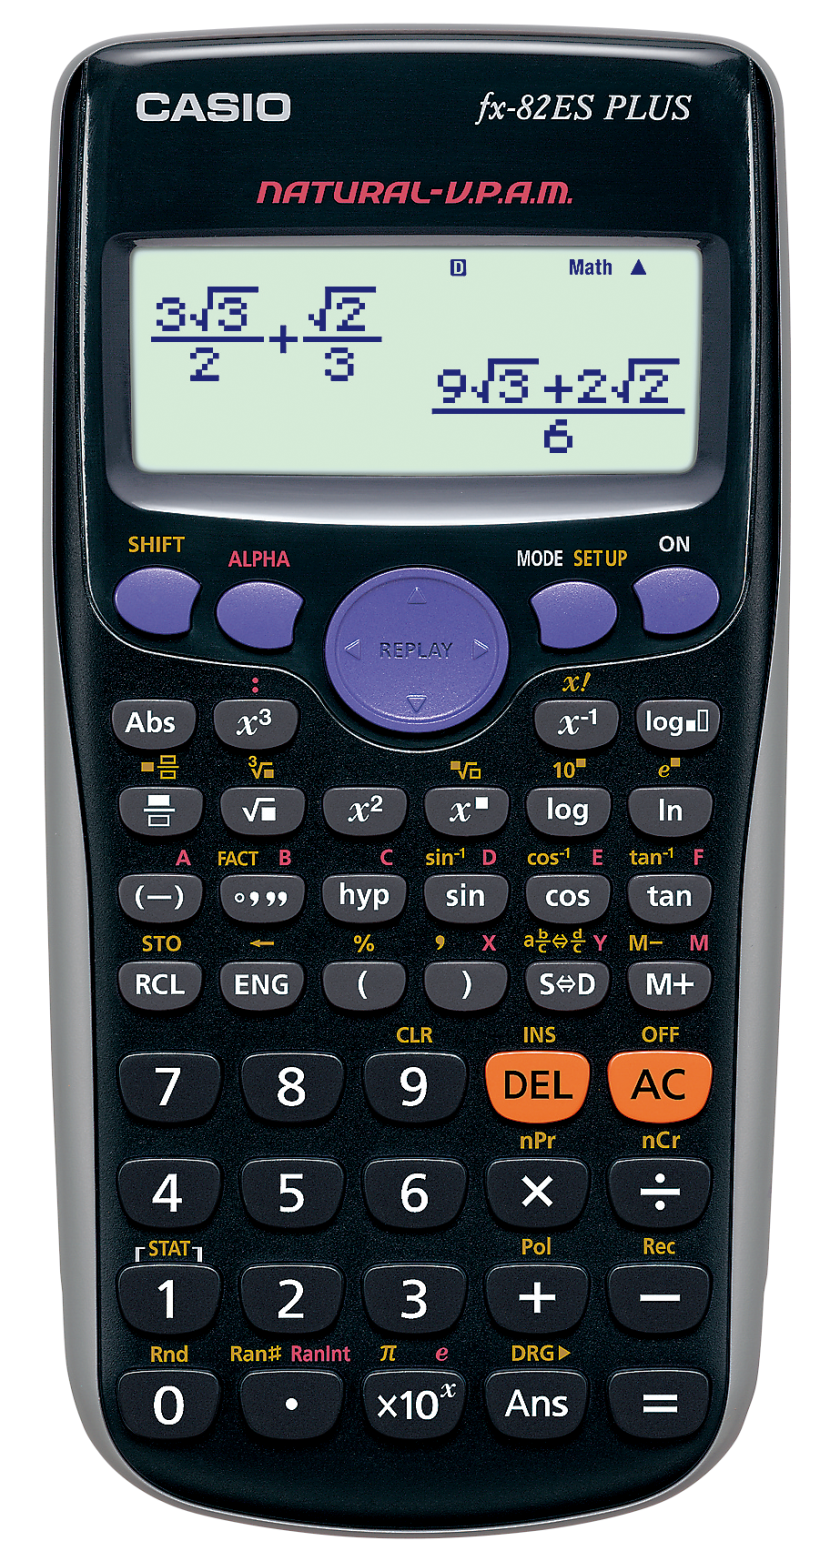 CASIO fx-82ES PLUS
NATURAL-V.P.A.M.
D Math ▲
3√3/2 + √2/3
9√3+2√2/6
SHIFT ALPHA MODE SETUP ON
REPLAY
: x!
Abs x³ x⁻¹ log■□
■⌸ ³√■ ■√□ 10■ e■
√■ x² x■ log ln
A FACT B C sin⁻¹ D cos⁻¹ E tan⁻¹ F
(−) °,,, hyp sin cos tan
STO ← % , X a b/c⇔d/c Y M− M
RCL ENG ( ) S⇔D M+
CLR INS OFF
7 8 9 DEL AC
nPr nCr
4 5 6 × ÷
STAT Pol Rec
1 2 3 + −
Rnd Ran# RanInt π e DRG▶
0 • ×10ˣ Ans =